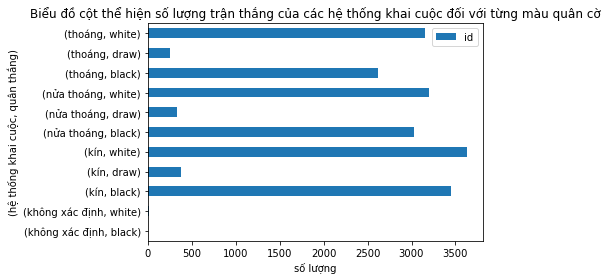 Biểu đồ cột thể hiện số lượng trận thắng của các hệ thống khai cuộc đối với từng màu quân cờ
(thoáng, white)
(thoáng, draw)
(thoáng, black)
(nửa thoáng, white)
(nửa thoáng, draw)
(nửa thoáng, black)
(kín, white)
(kín, draw)
(kín, black)
(không xác định, white)
(không xác định, black)
(hệ thống khai cuộc, quân thắng)
id
0 500 1000 1500 2000 2500 3000 3500
số lượng